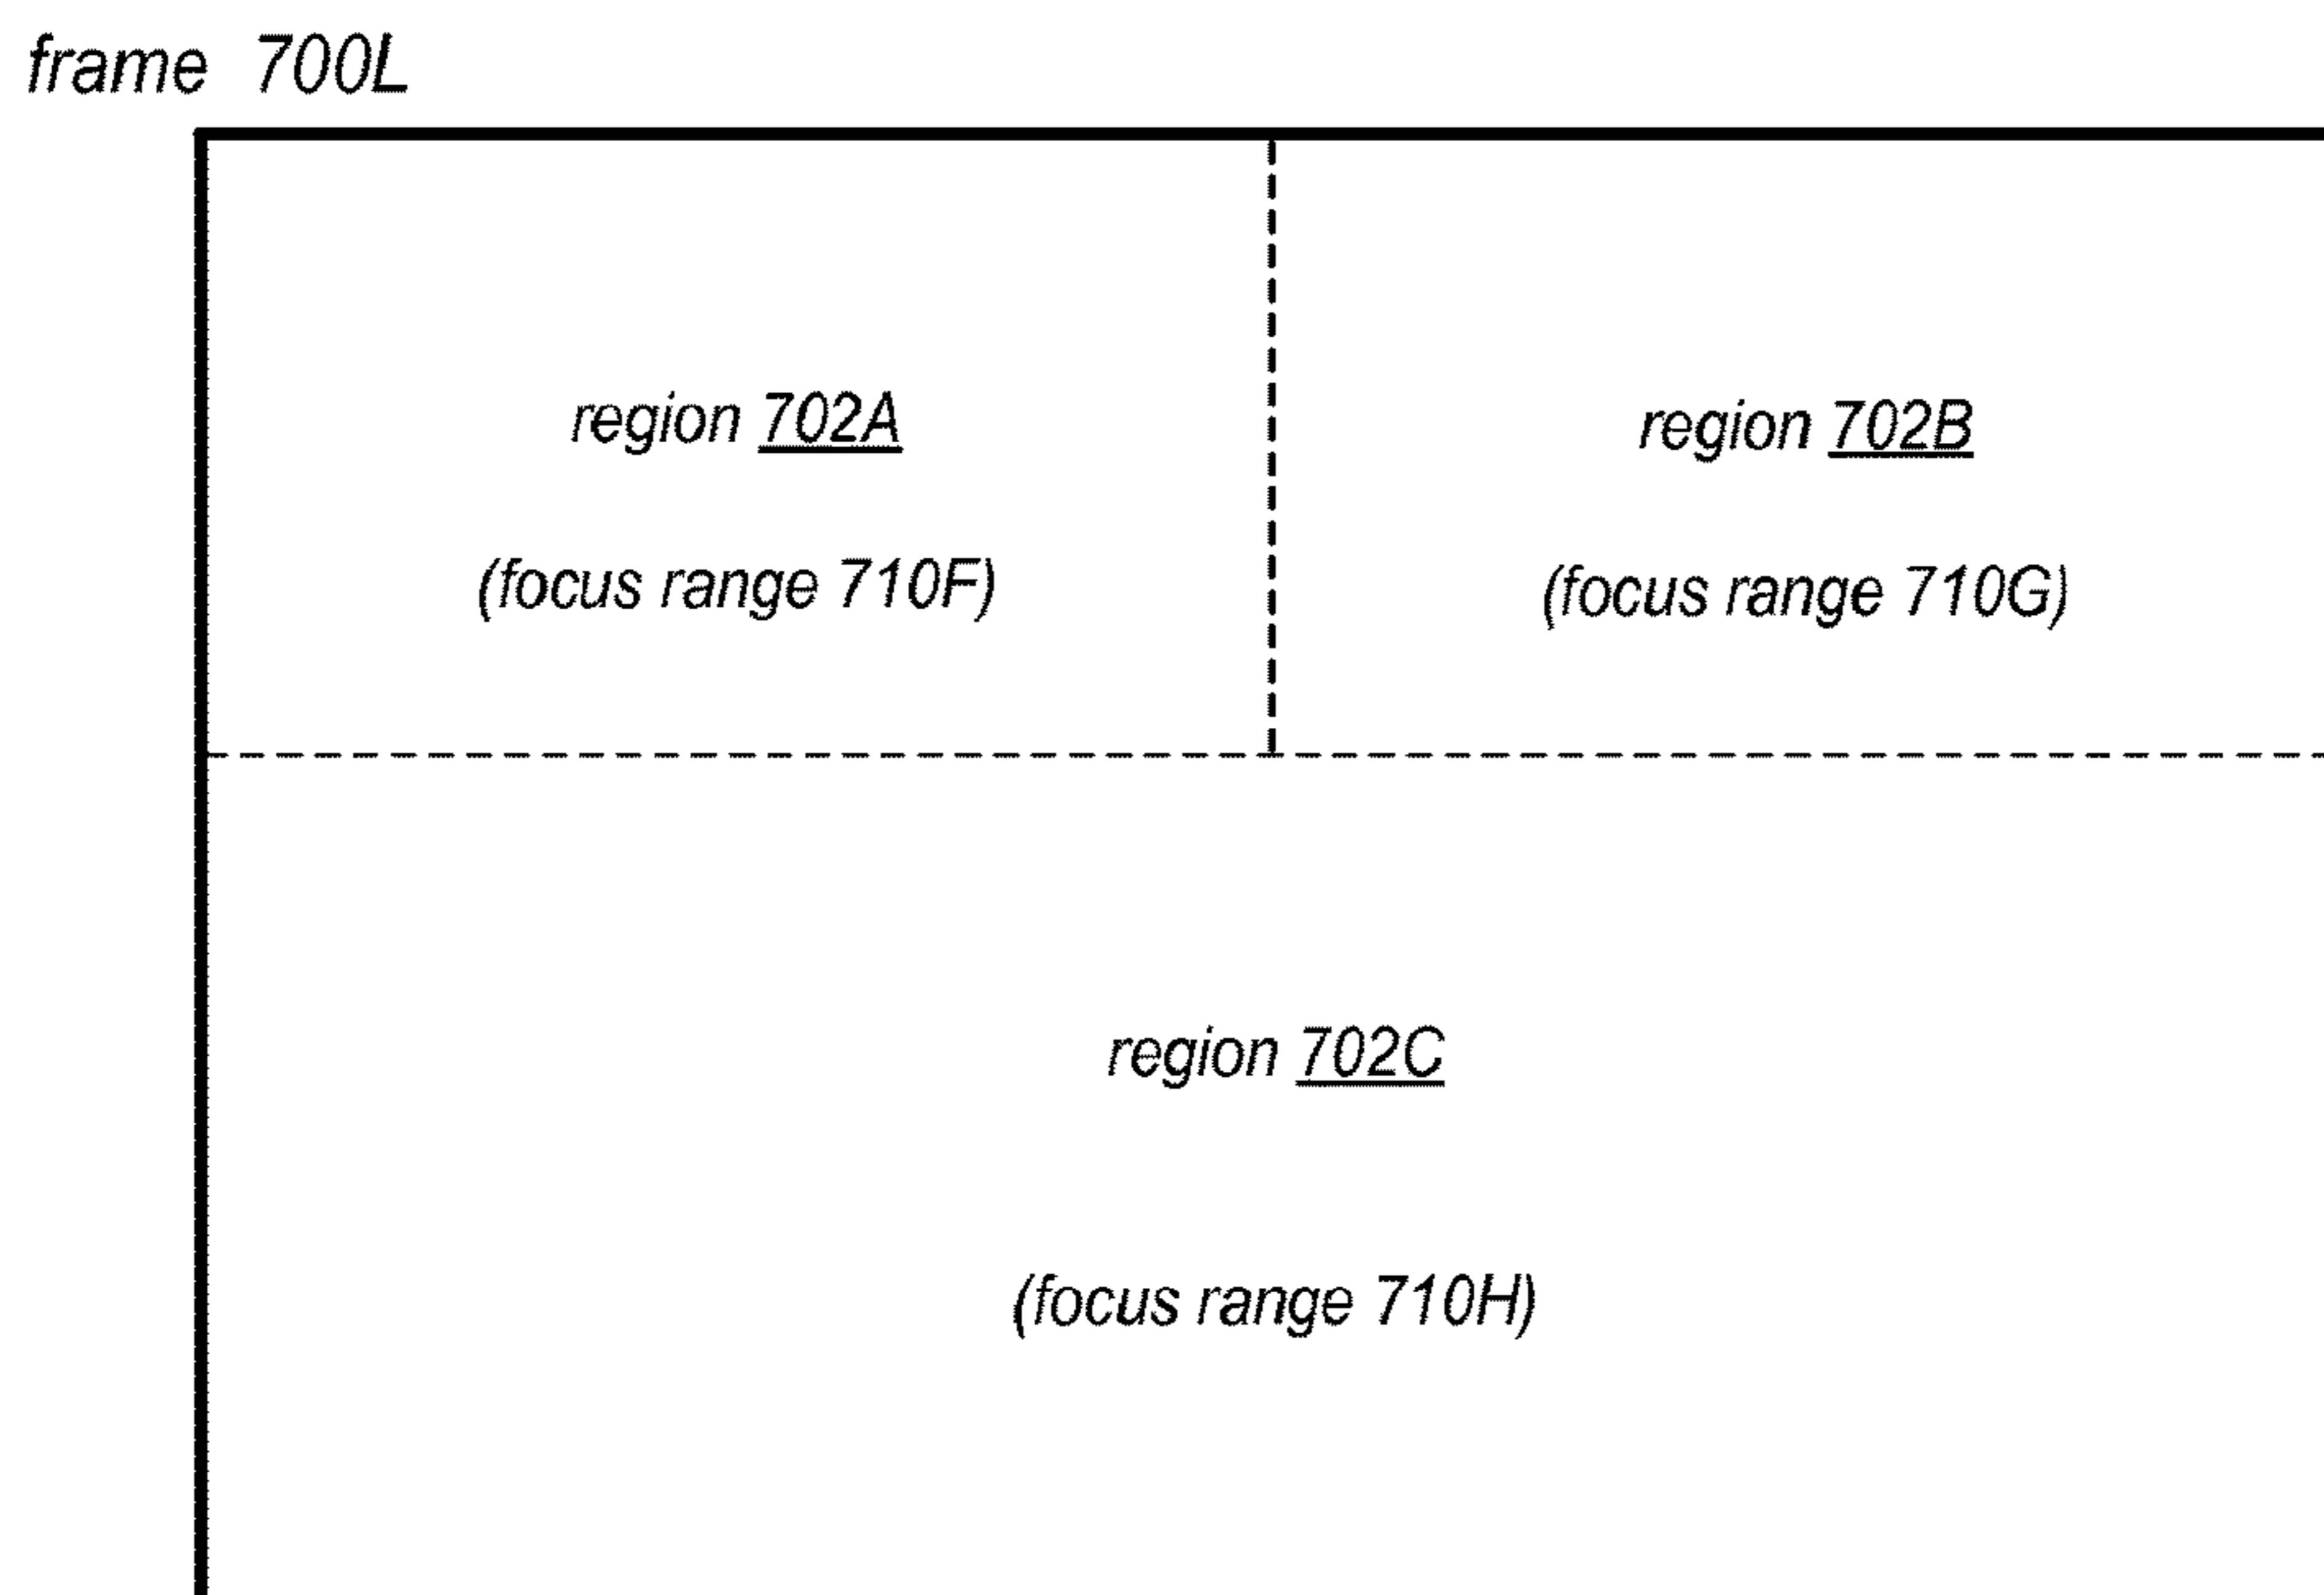 frame 700L
region 702A
(focus range 710F)
region 702B
(focus range 710G)
region 702C
(focus range 710H)